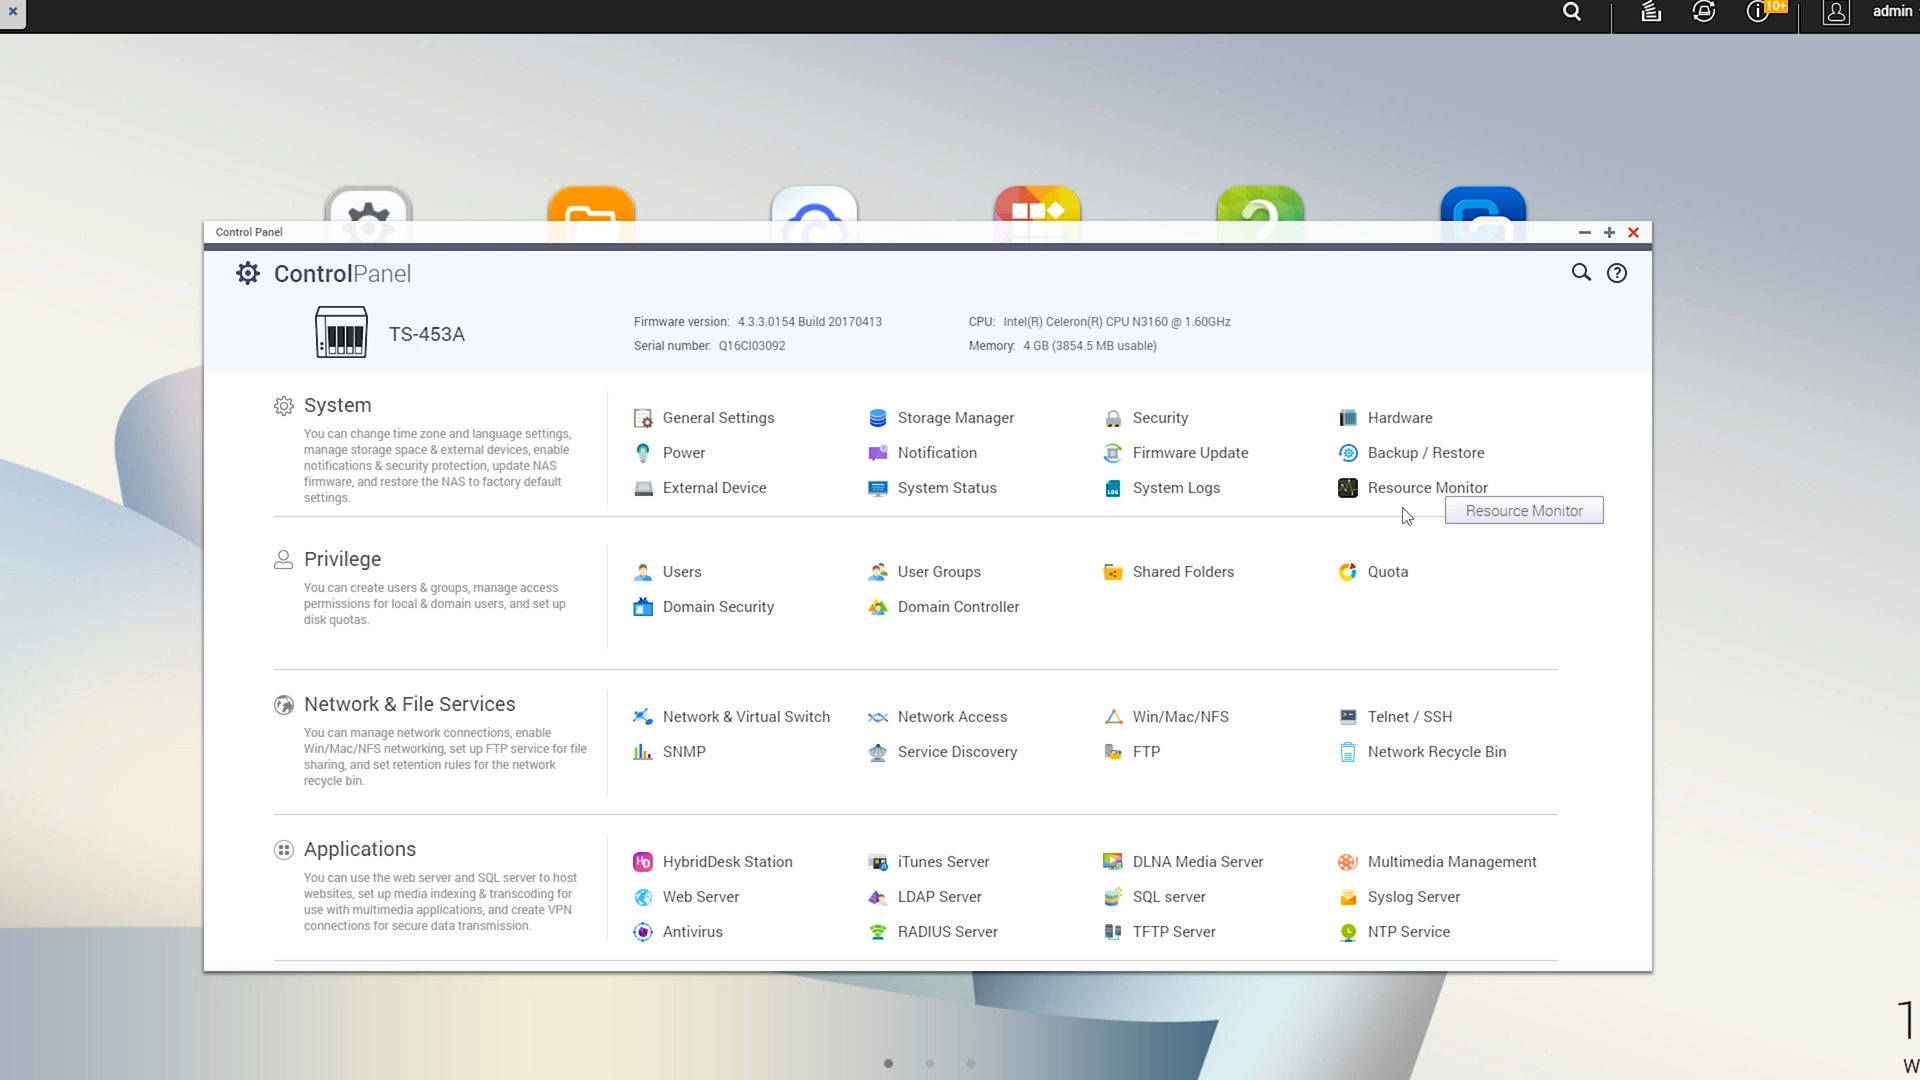 10+
admin
Control Panel
ControlPanel
TS-453A
Firmware version: 4.3.3.0154 Build 20170413
Serial number: Q16CI03092
CPU: Intel(R) Celeron(R) CPU N3160 @ 1.60GHz
Memory: 4 GB (3854.5 MB usable)
System
You can change time zone and language settings,
manage storage space & external devices, enable
notifications & security protection, update NAS
firmware, and restore the NAS to factory default
settings.
General Settings
Storage Manager
Security
Hardware
Power
Notification
Firmware Update
Backup / Restore
External Device
System Status
System Logs
Resource Monitor
Resource Monitor
Privilege
You can create users & groups, manage access
permissions for local & domain users, and set up
disk quotas.
Users
User Groups
Shared Folders
Quota
Domain Security
Domain Controller
Network & File Services
You can manage network connections, enable
Win/Mac/NFS networking, set up FTP service for file
sharing, and set retention rules for the network
recycle bin.
Network & Virtual Switch
Network Access
Win/Mac/NFS
Telnet / SSH
SNMP
Service Discovery
FTP
Network Recycle Bin
Applications
You can use the web server and SQL server to host
websites, set up media indexing & transcoding for
use with multimedia applications, and create VPN
connections for secure data transmission.
HybridDesk Station
iTunes Server
DLNA Media Server
Multimedia Management
Web Server
LDAP Server
SQL server
Syslog Server
Antivirus
RADIUS Server
TFTP Server
NTP Service
1
W